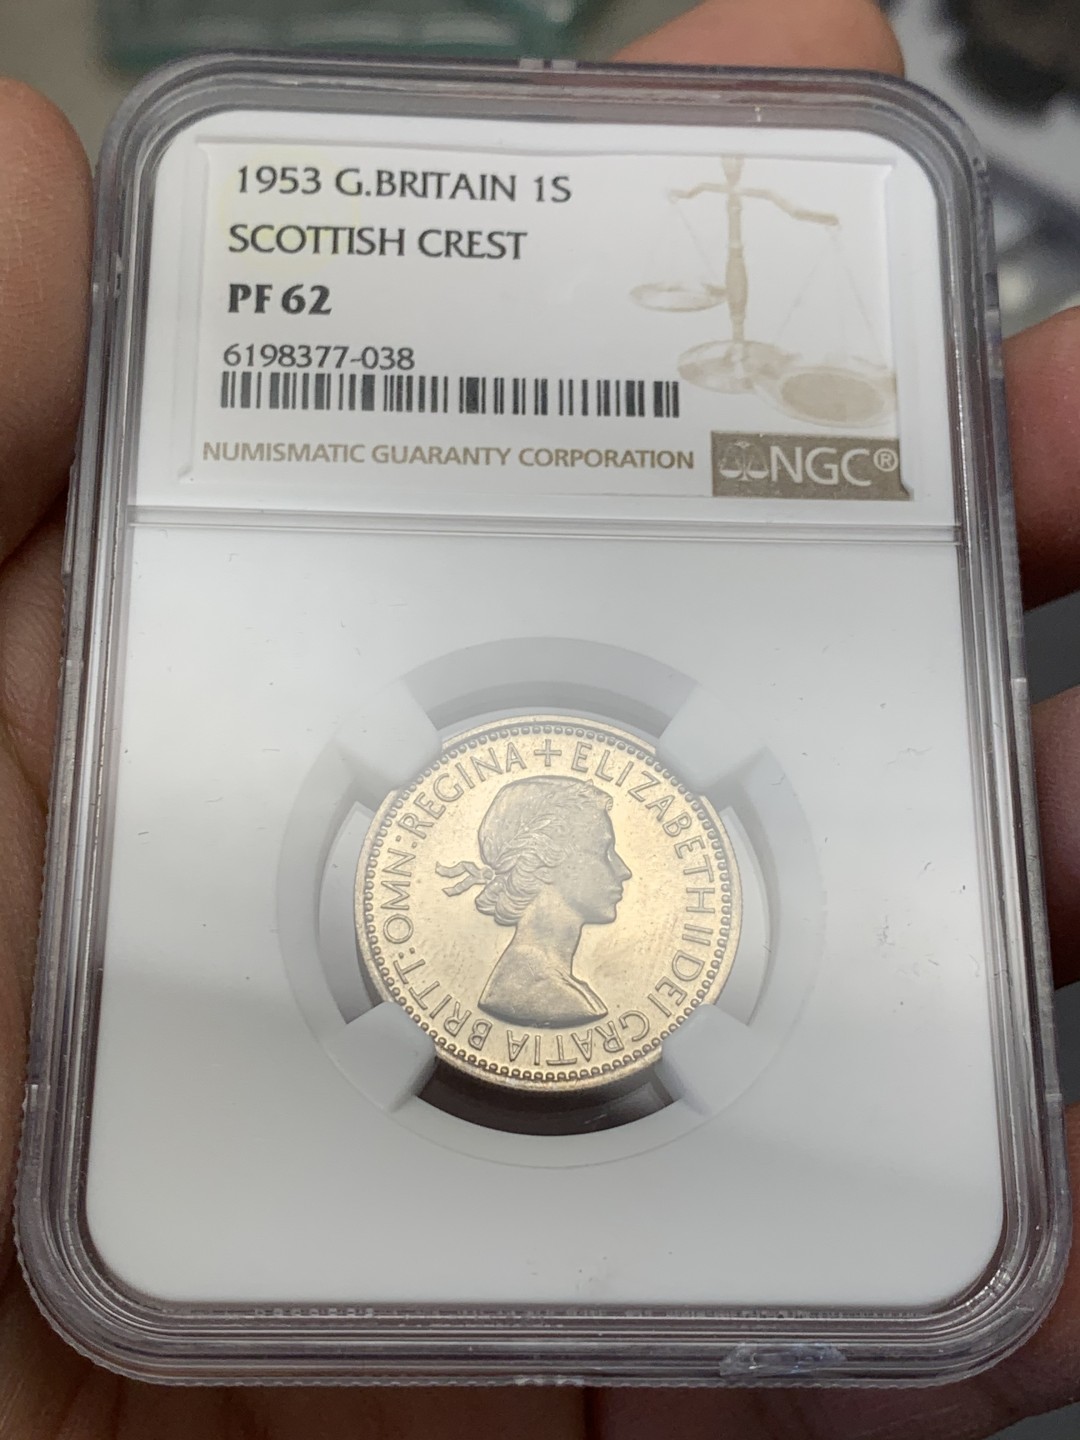 1953 G.BRITAIN 1S
SCOTTISH CREST
PF 62
6198377-038
NUMISMATIC GUARANTY CORPORATION NGC®
+ ELIZABETH II DEI GRATIA BRITT:OMN:REGINA